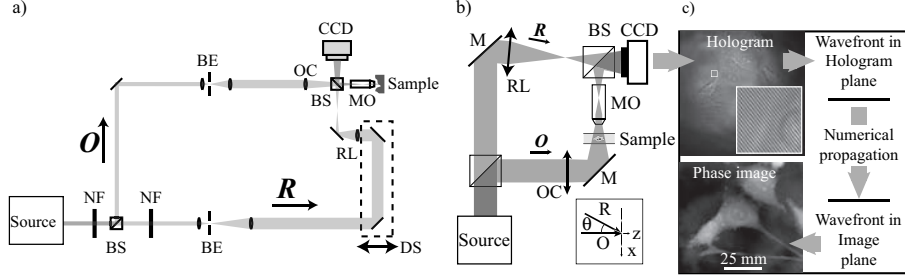 a)
CCD
BE
OC
BS
MO
Sample
O
RL
NF
NF
R
Source
BS
BE
DS
b)
R
BS
CCD
M
RL
MO
Sample
O
OC
M
Source
R
θ
O
z
x
c)
Hologram
Wavefront in
Hologram
plane
Numerical
propagation
Phase image
25 mm
Wavefront in
Image
plane